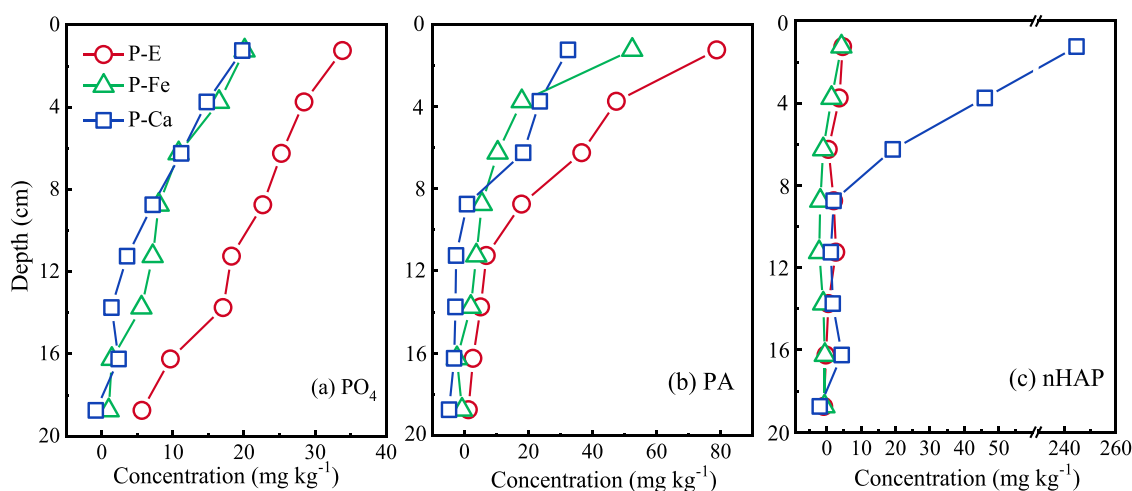 0
4
8
12
16
20
Depth (cm)
P-E
P-Fe
P-Ca
(a) PO4
0 10 20 30 40
Concentration (mg kg-1)
0
4
8
12
16
20
(b) PA
0 20 40 60 80
Concentration (mg kg-1)
0
4
8
12
16
20
(c) nHAP
0 10 20 30 40 50 240 260
Concentration (mg kg-1)